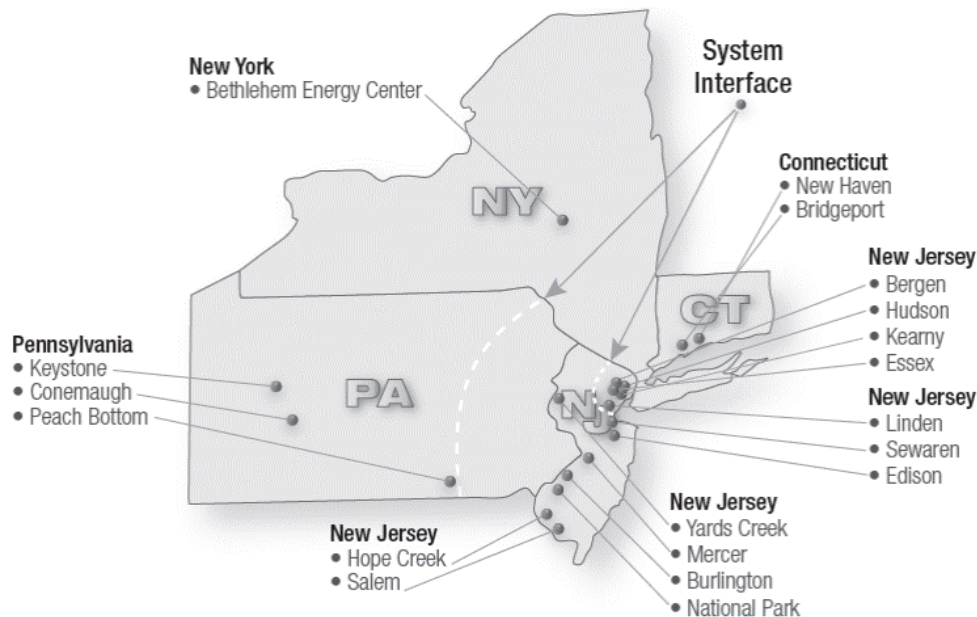 System
Interface
New York
• Bethlehem Energy Center
Connecticut
• New Haven
• Bridgeport
NY
New Jersey
• Bergen
• Hudson
• Kearny
• Essex
CT
Pennsylvania
• Keystone
• Conemaugh
• Peach Bottom
PA
NJ
New Jersey
• Linden
• Sewaren
• Edison
New Jersey
• Yards Creek
• Mercer
• Burlington
• National Park
New Jersey
• Hope Creek
• Salem